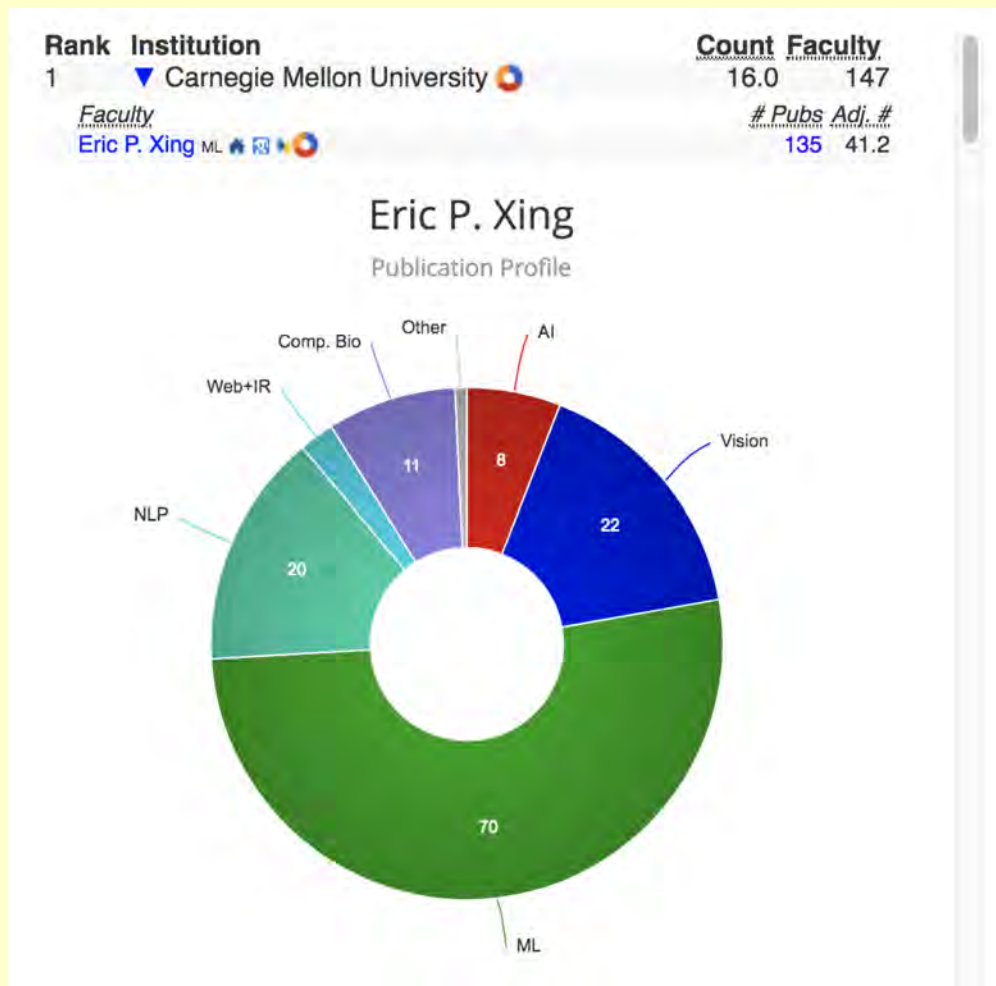 Rank Institution Count Faculty
1 ▼ Carnegie Mellon University 16.0 147
Faculty # Pubs Adj. #
Eric P. Xing ML 135 41.2
Eric P. Xing
Publication Profile
Other
AI
Comp. Bio
Web+IR
Vision
11
8
NLP
22
20
70
ML